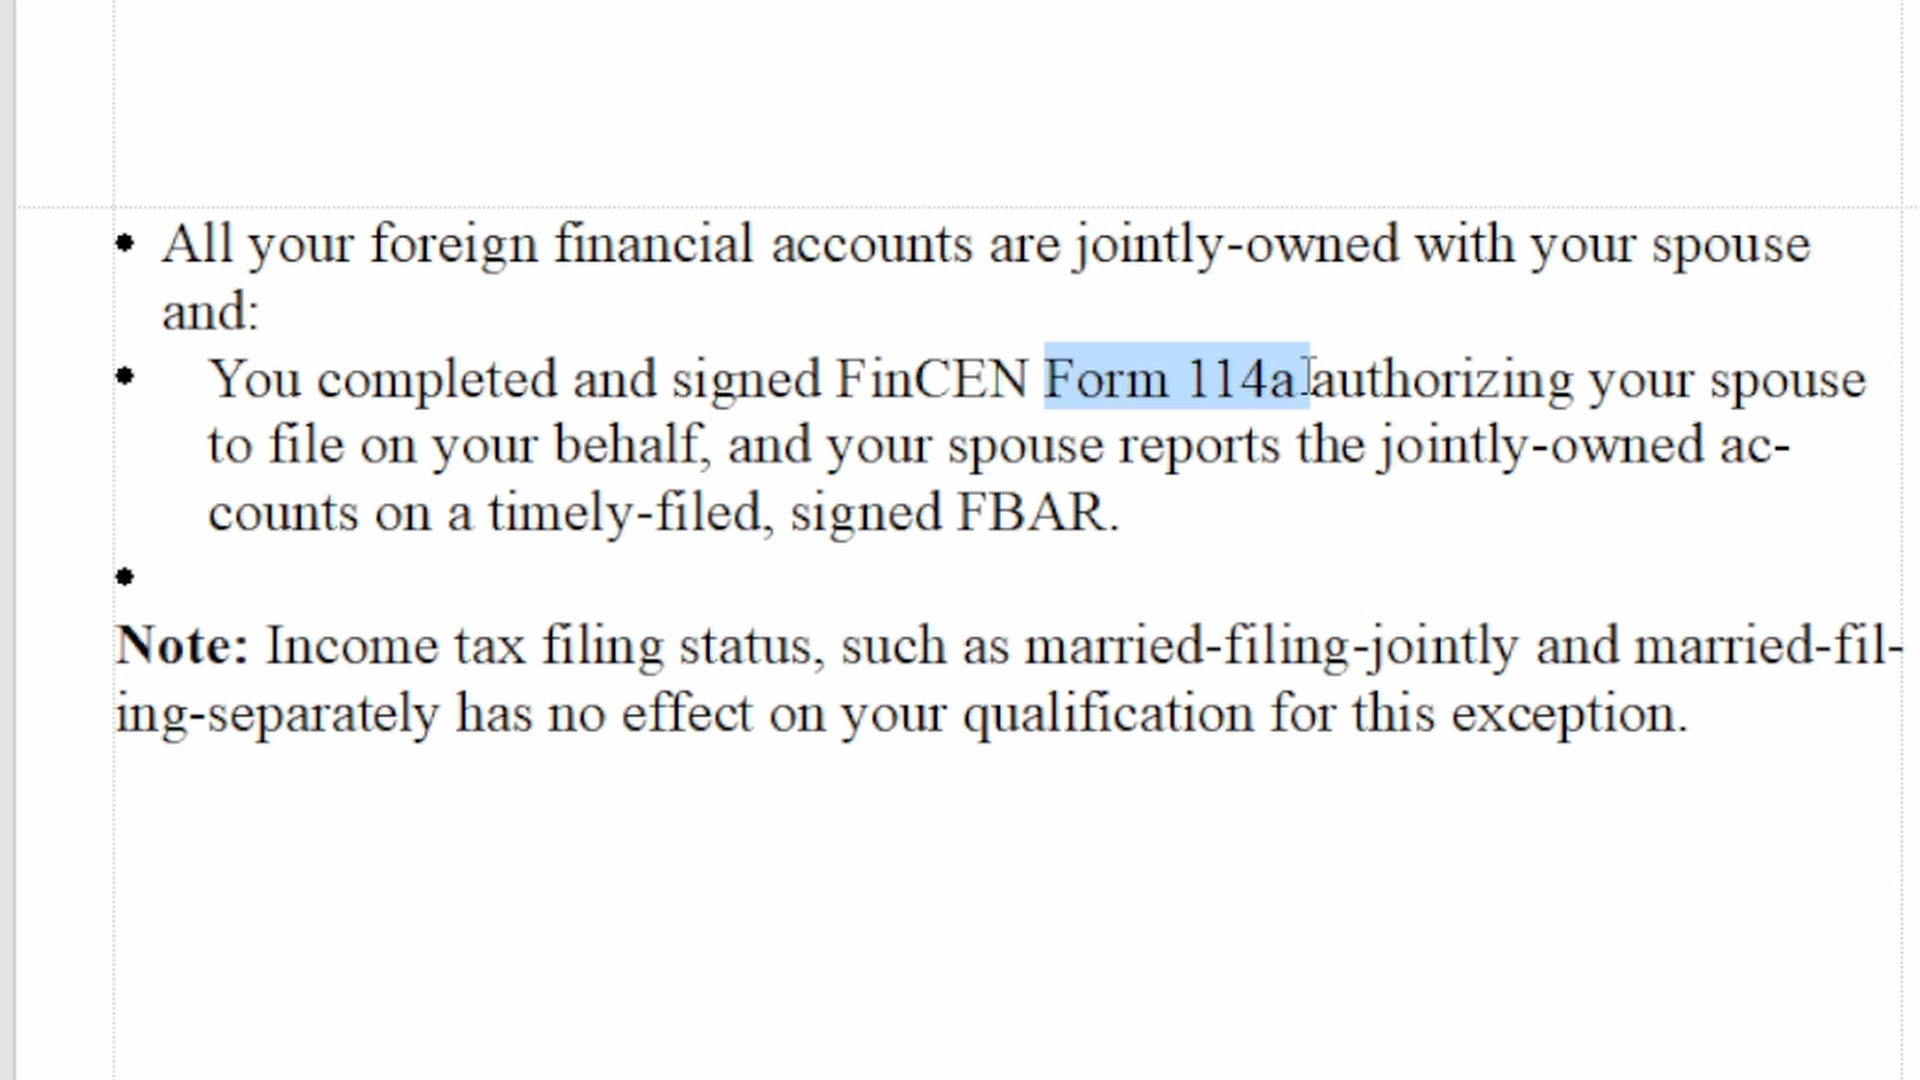 • All your foreign financial accounts are jointly-owned with your spouse
and:
• You completed and signed FinCEN Form 114a authorizing your spouse
to file on your behalf, and your spouse reports the jointly-owned ac-
counts on a timely-filed, signed FBAR.
•
Note: Income tax filing status, such as married-filing-jointly and married-fil-
ing-separately has no effect on your qualification for this exception.